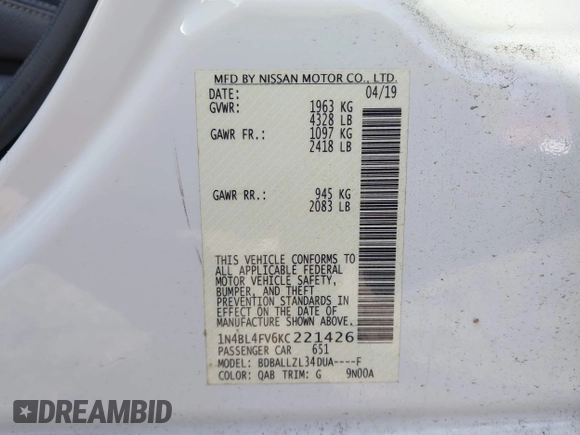 MFD BY NISSAN MOTOR CO., LTD.
DATE: 04/19
GVWR: 1963 KG
4328 LB
GAWR FR.: 1097 KG
2418 LB
GAWR RR.: 945 KG
2083 LB
THIS VEHICLE CONFORMS TO
ALL APPLICABLE FEDERAL
MOTOR VEHICLE SAFETY,
BUMPER, AND THEFT
PREVENTION STANDARDS IN
EFFECT ON THE DATE OF
MANUFACTURE SHOWN ABOVE.
1N4BL4FV6KC221426
PASSENGER CAR 651
MODEL: BDBALLZL34DUA----F
COLOR: QAB TRIM: G 9N00A
DREAMBID
dreambid.com